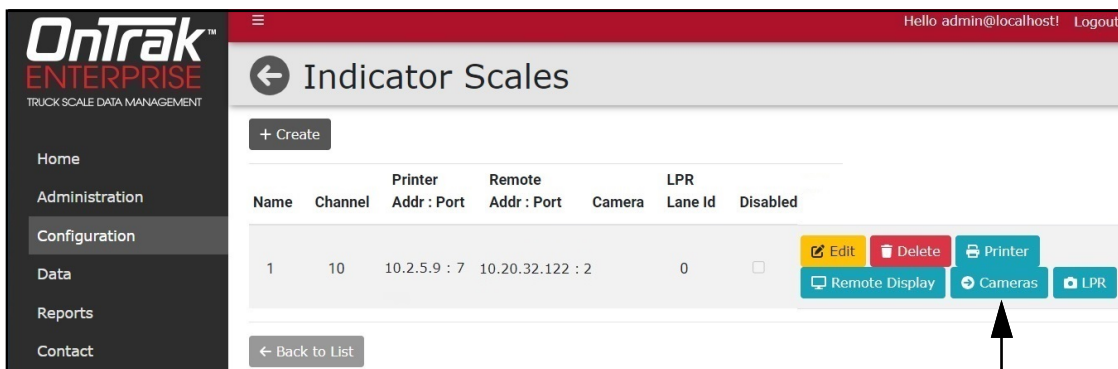 OnTrak™
ENTERPRISE
TRUCK SCALE DATA MANAGEMENT
Hello admin@localhost! Logout
Indicator Scales
+ Create
Home
Administration
Configuration
Data
Reports
Contact
Name Channel Printer Addr : Port Remote Addr : Port Camera LPR Lane Id Disabled
1 10 10.2.5.9 : 7 10.20.32.122 : 2 0
Edit Delete Printer
Remote Display Cameras LPR
← Back to List